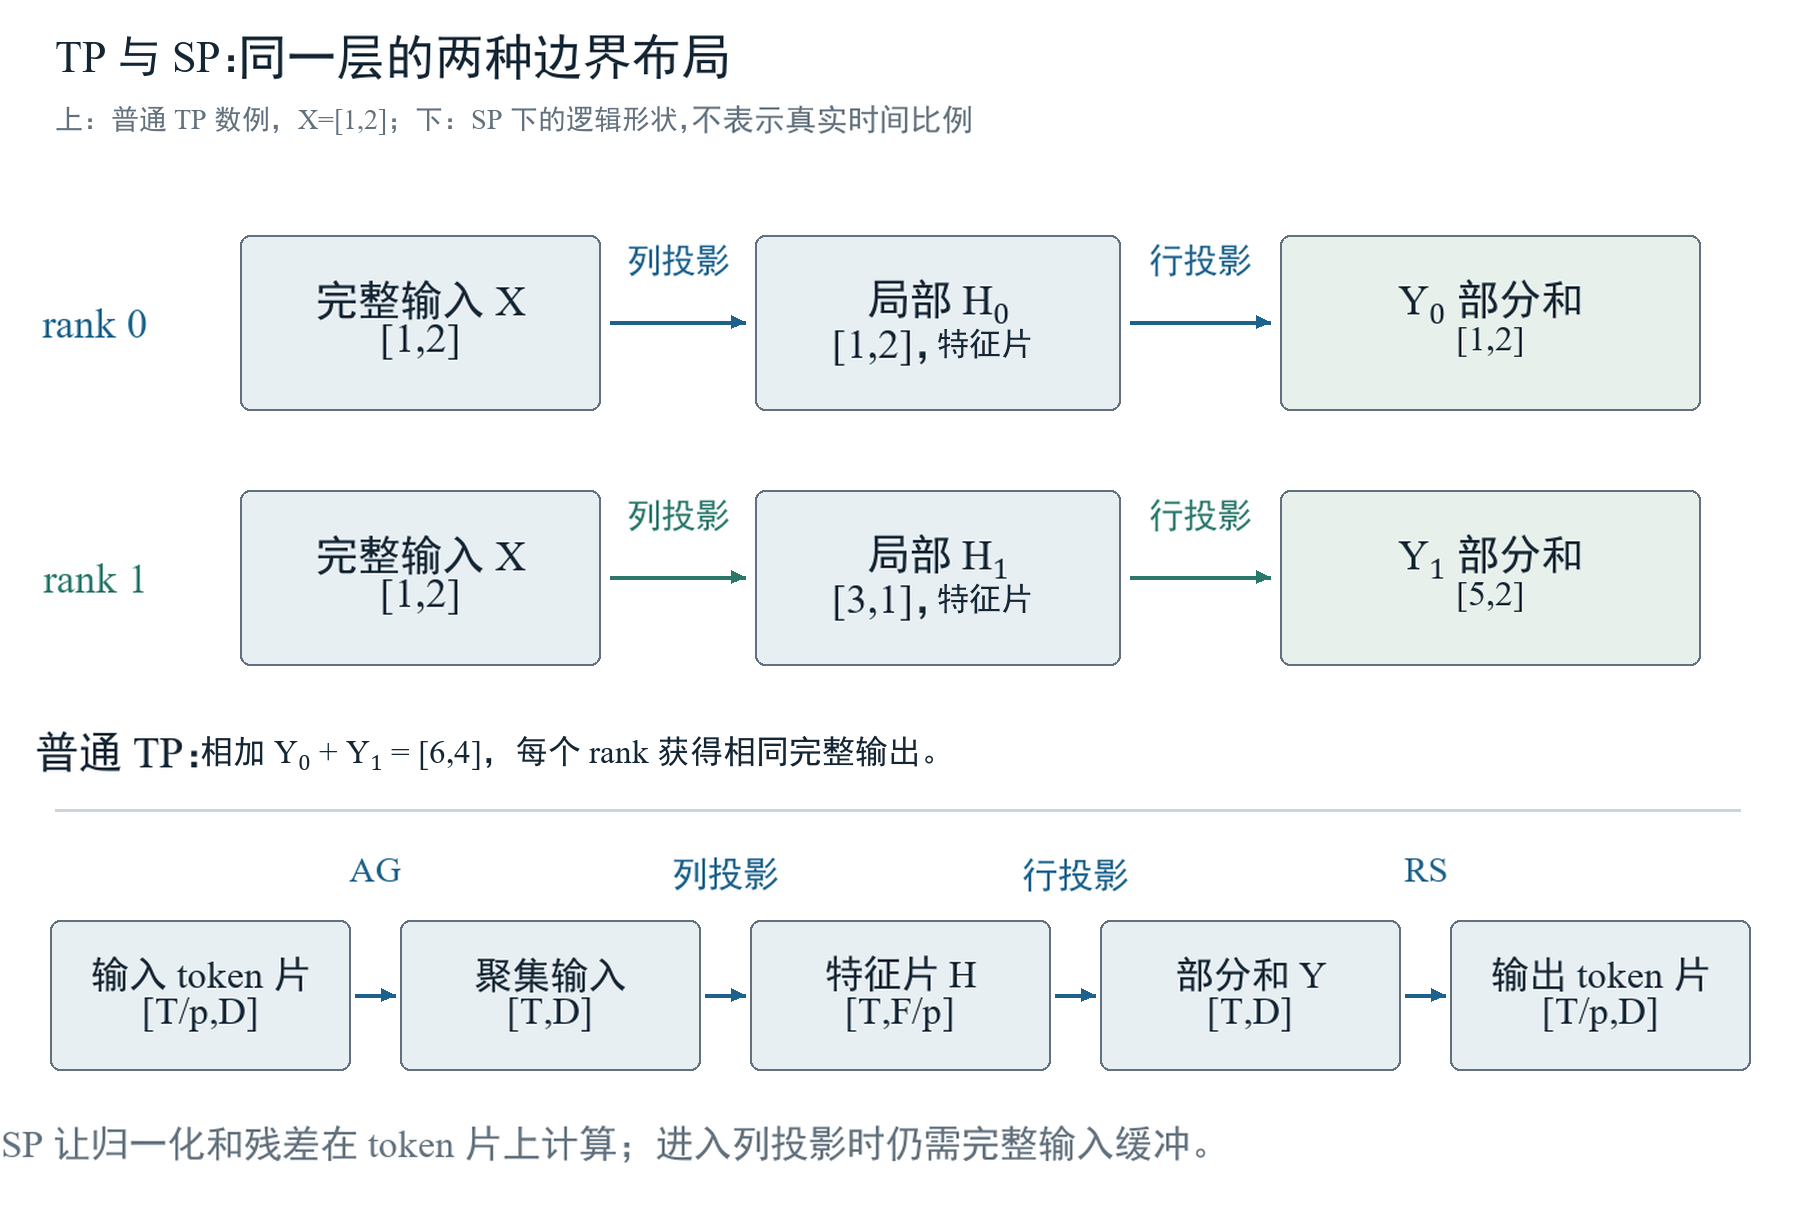 TP 与 SP:同一层的两种边界布局
上：普通 TP 数例，X=[1,2]；下：SP 下的逻辑形状,不表示真实时间比例
列投影
行投影
rank 0
完整输入 X
[1,2]
局部 H₀
[1,2], 特征片
Y₀ 部分和
[1,2]
列投影
行投影
rank 1
完整输入 X
[1,2]
局部 H₁
[3,1], 特征片
Y₁ 部分和
[5,2]
普通 TP:相加 Y₀ + Y₁ = [6,4]，每个 rank 获得相同完整输出。
AG
列投影
行投影
RS
输入 token 片
[T/p,D]
聚集输入
[T,D]
特征片 H
[T,F/p]
部分和 Y
[T,D]
输出 token 片
[T/p,D]
SP 让归一化和残差在 token 片上计算；进入列投影时仍需完整输入缓冲。